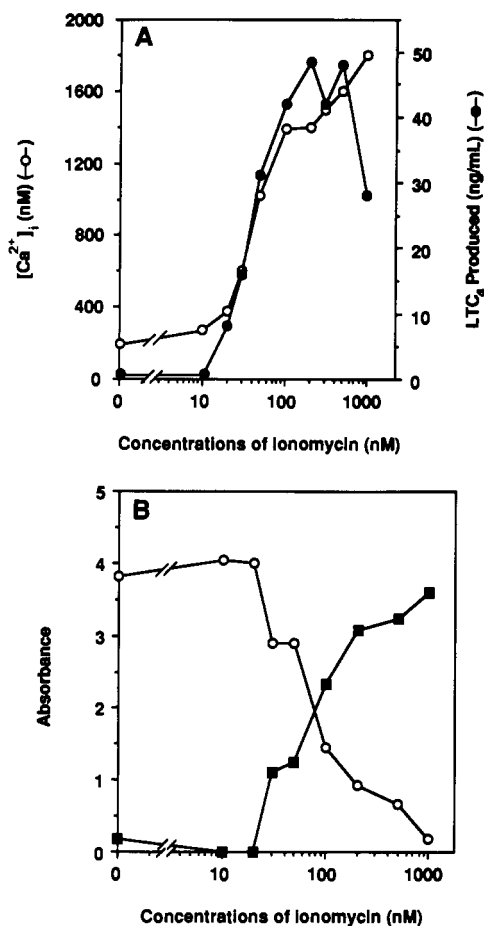 A
[Ca2+]i (nM) (–o–)
2000
1600
1200
800
400
0
50
40
30
20
10
0
LTCa Produced (ng/mL) (–●–)
0 10 100 1000
Concentrations of Ionomycin (nM)
B
Absorbance
5
4
3
2
1
0
0 10 100 1000
Concentrations of Ionomycin (nM)